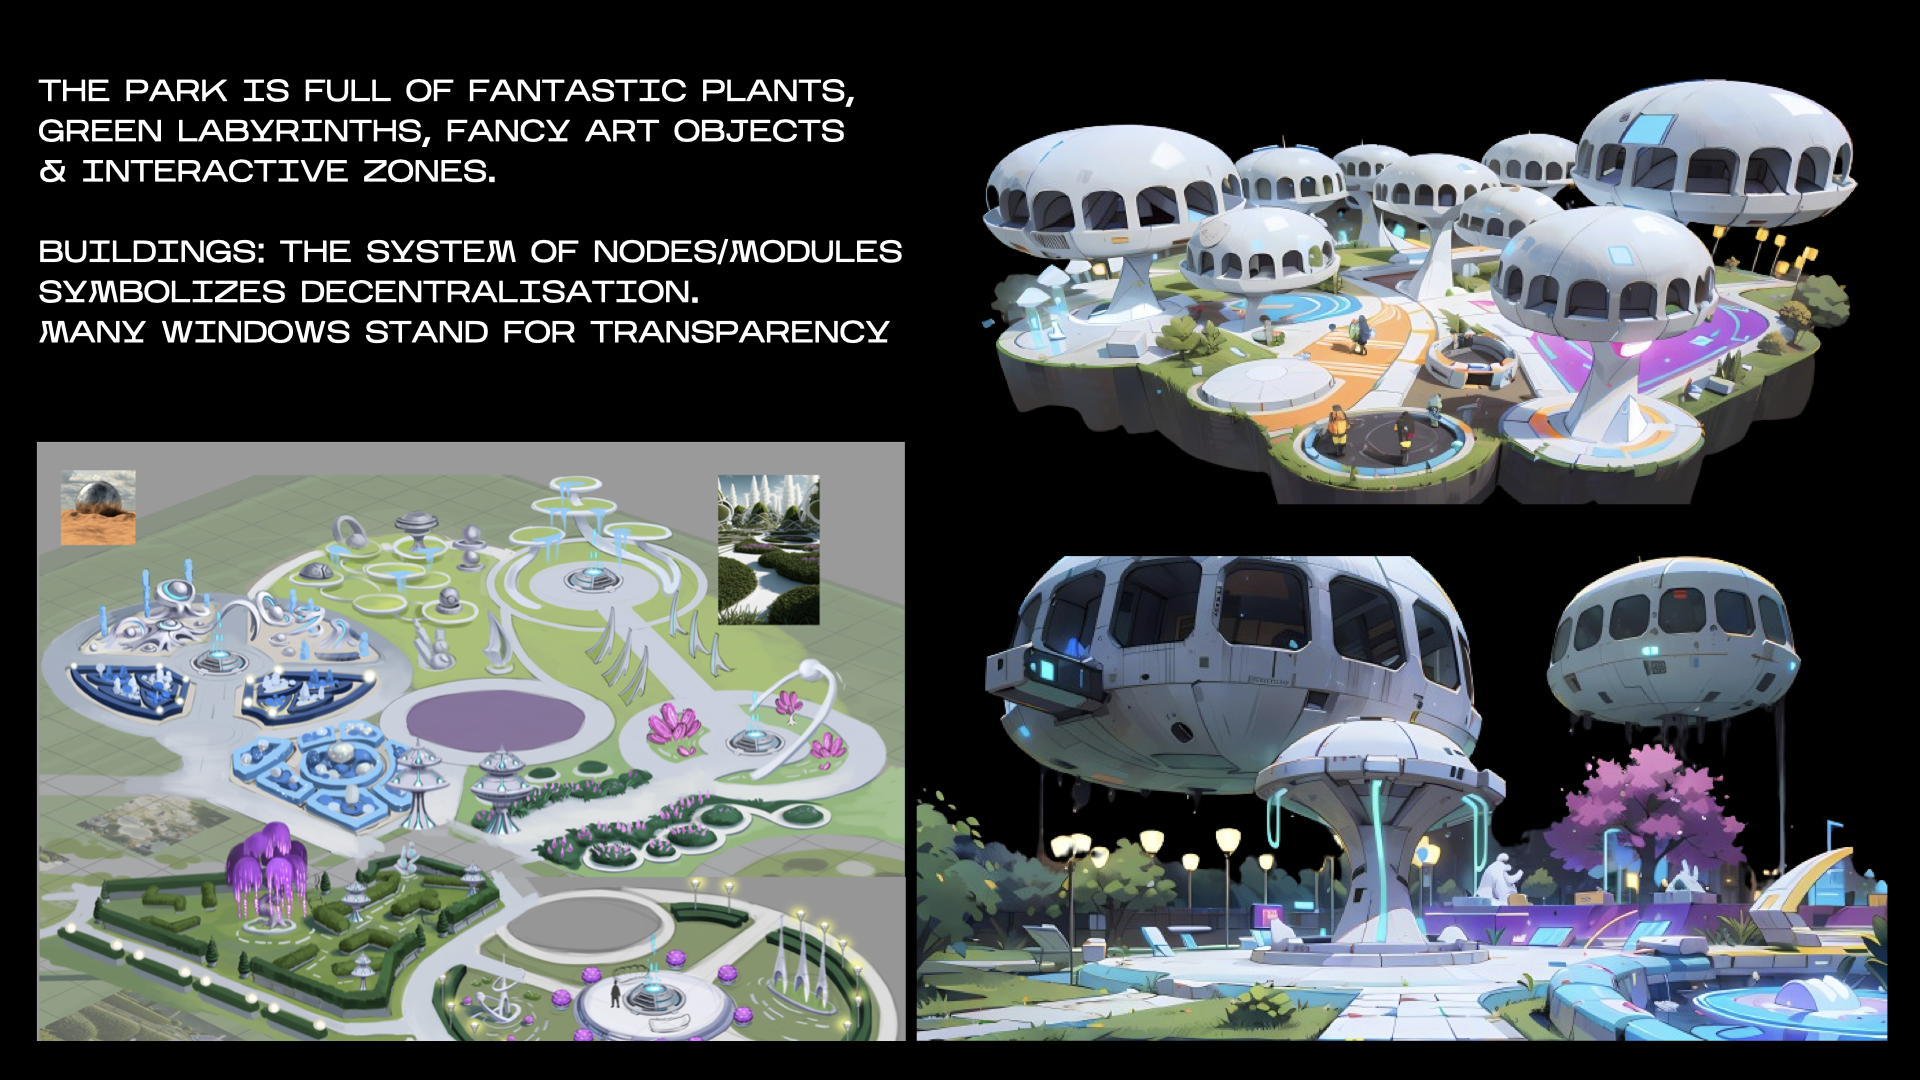 THE PARK IS FULL OF FANTASTIC PLANTS,
GREEN LABYRINTHS, FANCY ART OBJECTS
& INTERACTIVE ZONES.
BUILDINGS: THE SYSTEM OF NODES/MODULES
SYMBOLIZES DECENTRALISATION.
MANY WINDOWS STAND FOR TRANSPARENCY